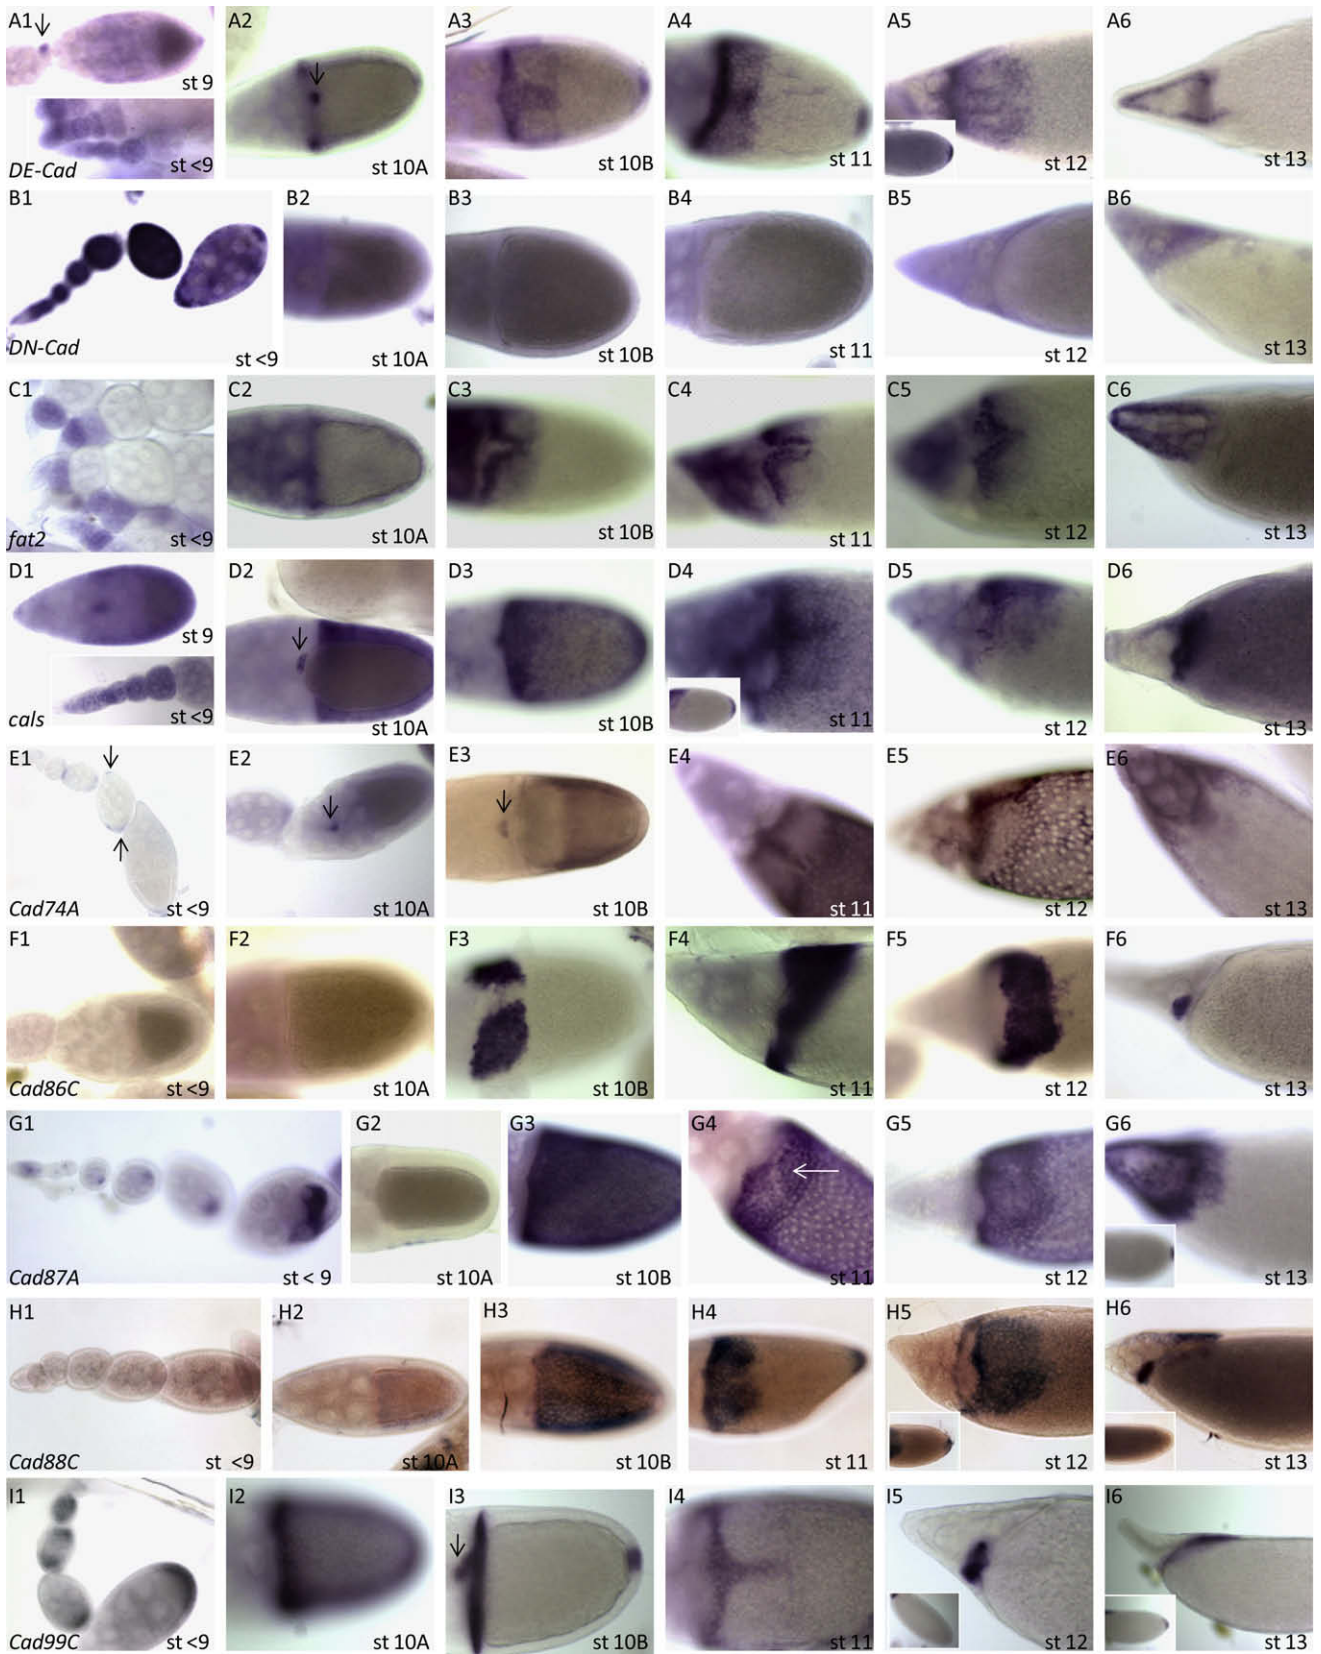 A1 A2 A3 A4 A5 A6
st 9
DE-Cad st <9 st 10A st 10B st 11 st 12 st 13
B1 B2 B3 B4 B5 B6
DN-Cad
st <9 st 10A st 10B st 11 st 12 st 13
C1 C2 C3 C4 C5 C6
fat2 st <9 st 10A st 10B st 11 st 12 st 13
D1 D2 D3 D4 D5 D6
st 9
cals st <9 st 10A st 10B st 11 st 12 st 13
E1 E2 E3 E4 E5 E6
Cad74A st <9 st 10A st 10B st 11 st 12 st 13
F1 F2 F3 F4 F5 F6
Cad86C st <9 st 10A st 10B st 11 st 12 st 13
G1 G2 G3 G4 G5 G6
Cad87A st < 9 st 10A st 10B st 11 st 12 st 13
H1 H2 H3 H4 H5 H6
Cad88C st <9 st 10A st 10B st 11 st 12 st 13
I1 I2 I3 I4 I5 I6
Cad99C st <9 st 10A st 10B st 11 st 12 st 13